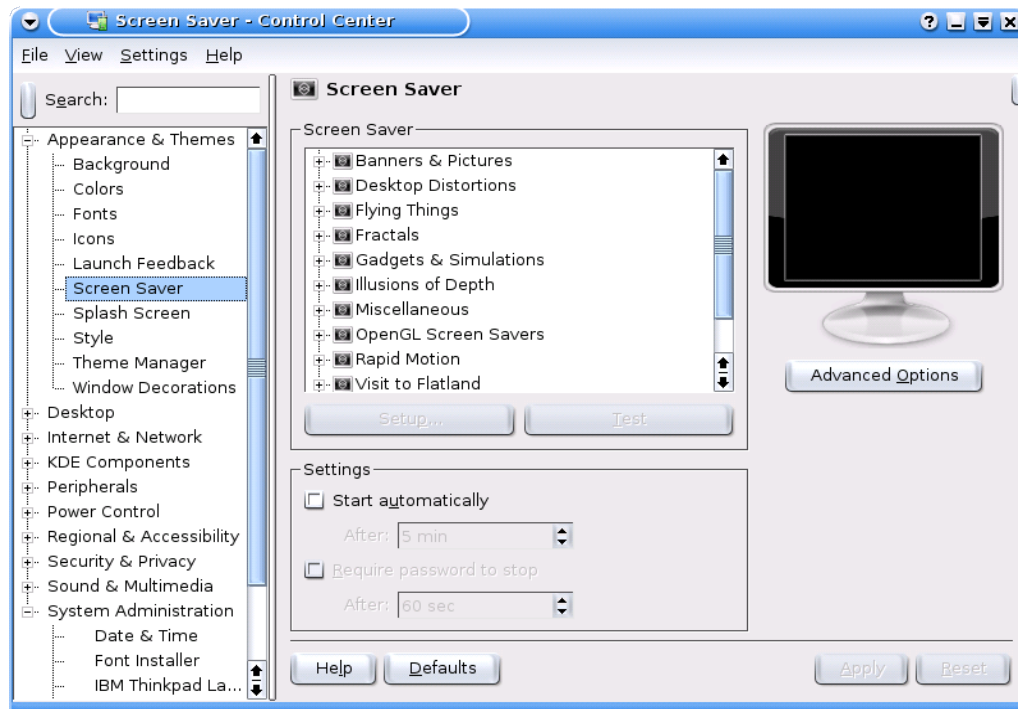 Screen Saver - Control Center
File View Settings Help
Search:
Appearance & Themes
Background
Colors
Fonts
Icons
Launch Feedback
Screen Saver
Splash Screen
Style
Theme Manager
Window Decorations
Desktop
Internet & Network
KDE Components
Peripherals
Power Control
Regional & Accessibility
Security & Privacy
Sound & Multimedia
System Administration
Date & Time
Font Installer
IBM Thinkpad La...
Screen Saver
Screen Saver
Banners & Pictures
Desktop Distortions
Flying Things
Fractals
Gadgets & Simulations
Illusions of Depth
Miscellaneous
OpenGL Screen Savers
Rapid Motion
Visit to Flatland
Setup... Test
Advanced Options
Settings
Start automatically
After: 5 min
Require password to stop
After: 60 sec
Help Defaults Apply Reset